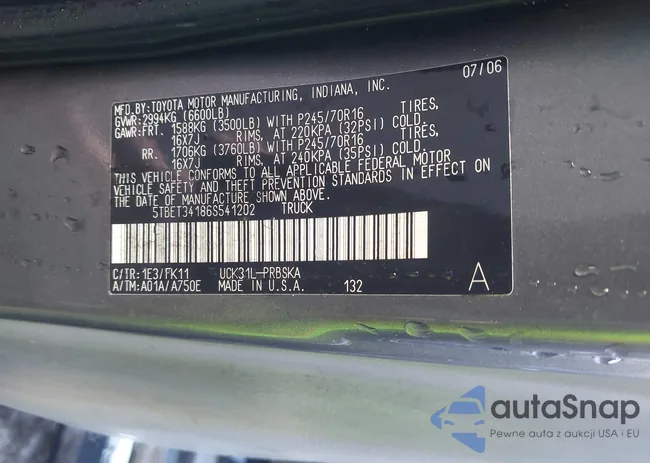 07/06
MFD.BY:TOYOTA MOTOR MANUFACTURING, INDIANA, INC.
GVWR:2994KG (6600LB)
GAWR:FRT. 1588KG (3500LB) WITH P245/70R16 TIRES,
16X7J RIMS, AT 220KPA (32PSI) COLD.
RR. 1706KG (3760LB) WITH P245/70R16 TIRES,
16X7J RIMS, AT 240KPA (35PSI) COLD.
THIS VEHICLE CONFORMS TO ALL APPLICABLE FEDERAL MOTOR
VEHICLE SAFETY AND THEFT PREVENTION STANDARDS IN EFFECT ON
THE DATE OF MANUFACTURE SHOWN ABOVE.
5TBET34186S541202 TRUCK
C/TR: 1E3/FK11 UCK31L-PRBSKA
A/TM: A01A/A750E MADE IN U.S.A. 132 A
autoSnap
Pewne auta z aukcji USA i EU